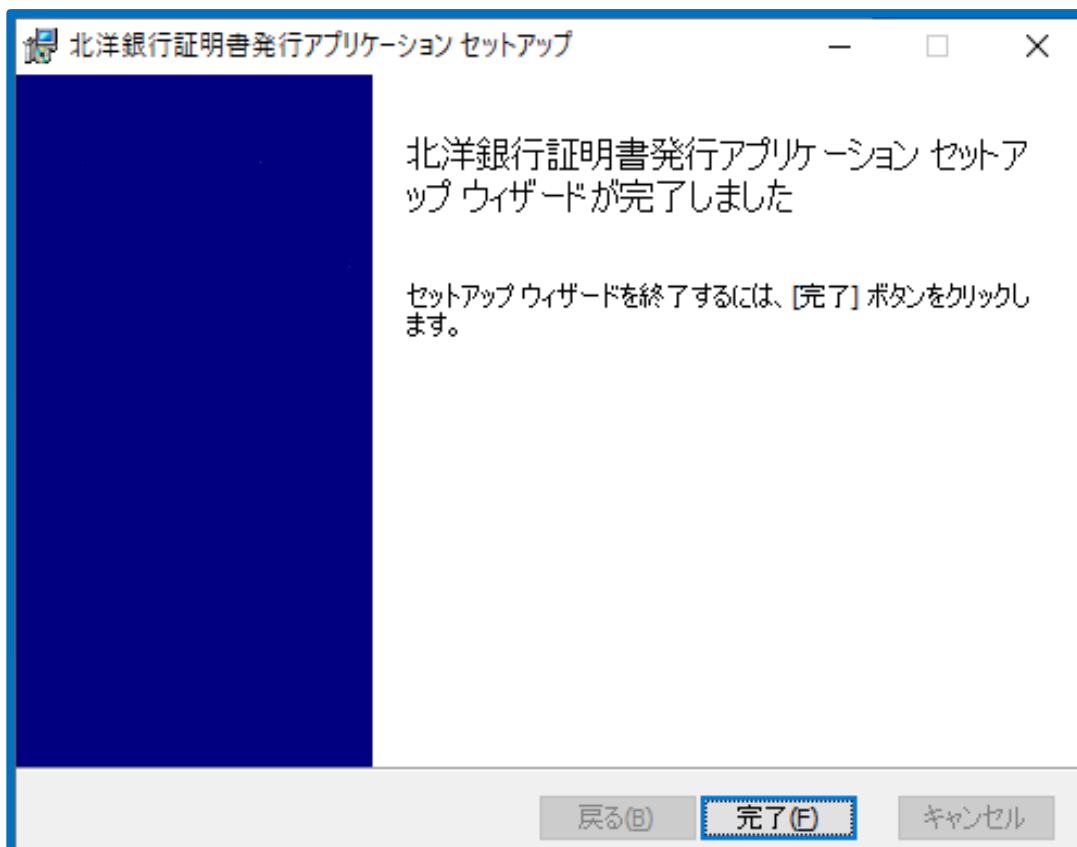 北洋銀行証明書発行アプリケーション セットアップ
北洋銀行証明書発行アプリケーション セットア
ップ ウィザードが完了しました
セットアップ ウィザードを終了するには、[完了] ボタンをクリックし
ます。
戻る(B) 完了(F) キャンセル